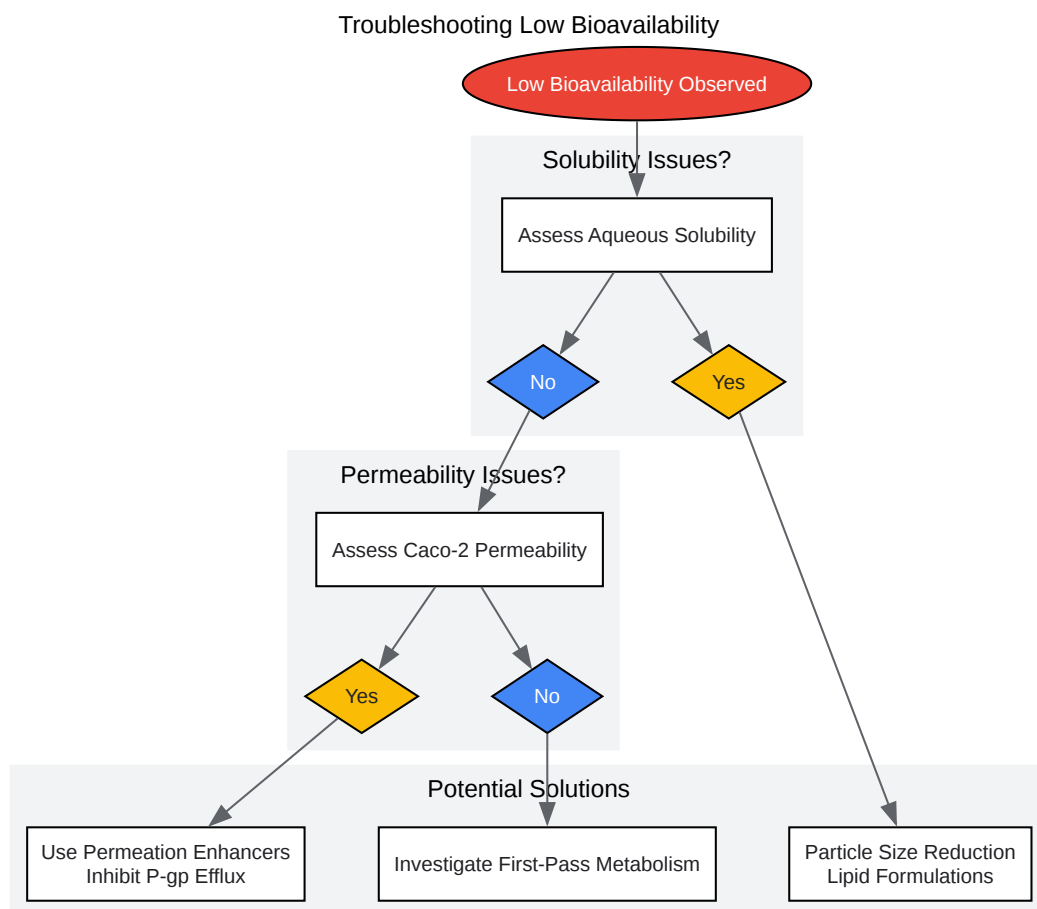 Troubleshooting Low Bioavailability
Low Bioavailability Observed
Solubility Issues?
Assess Aqueous Solubility
No
Yes
Permeability Issues?
Assess Caco-2 Permeability
Yes
No
Potential Solutions
Use Permeation Enhancers
Inhibit P-gp Efflux
Investigate First-Pass Metabolism
Particle Size Reduction
Lipid Formulations